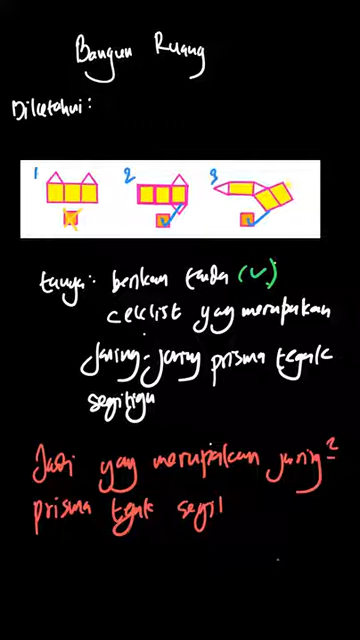 Bangun Ruang
Diketahui:
1 2 3
tanya: berikan tanda (✓)
ceklist yang merupakan
Jaring-jaring prisma tegak
segitiga
Jadi yang merupakan jaring2
prisma tegak segi